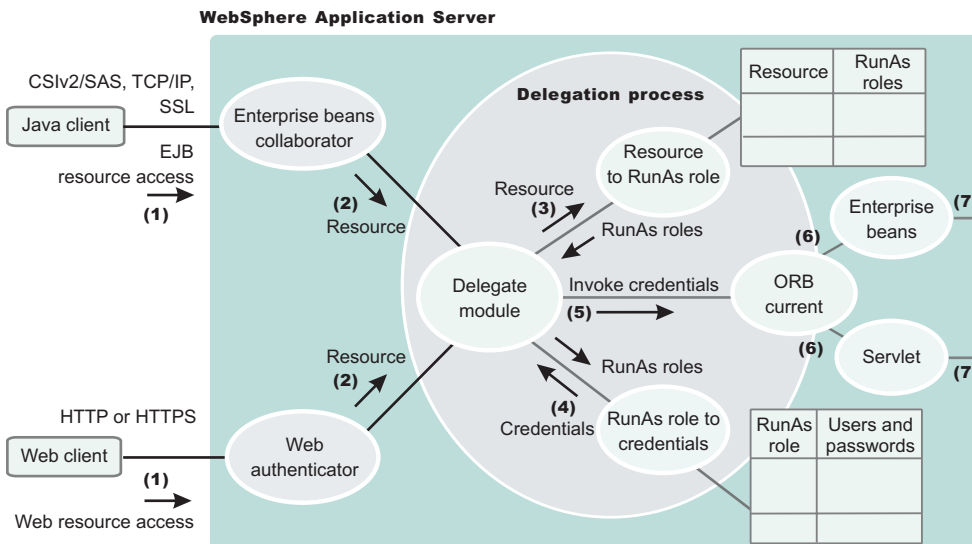 WebSphere Application Server
CSIv2/SAS, TCP/IP,
SSL
Java client
EJB
resource access
(1)
Enterprise beans
collaborator
(2)
Resource
Delegation process
Resource
RunAs
roles
Resource
to RunAs role
Resource
(3)
RunAs roles
Delegate
module
Invoke credentials
(5)
ORB
current
(6)
Enterprise
beans
(7
(6)
Servlet
(7
Resource
(2)
RunAs roles
(4)
Credentials
RunAs role to
credentials
RunAs
role
Users and
passwords
HTTP or HTTPS
Web client
(1)
Web resource access
Web
authenticator